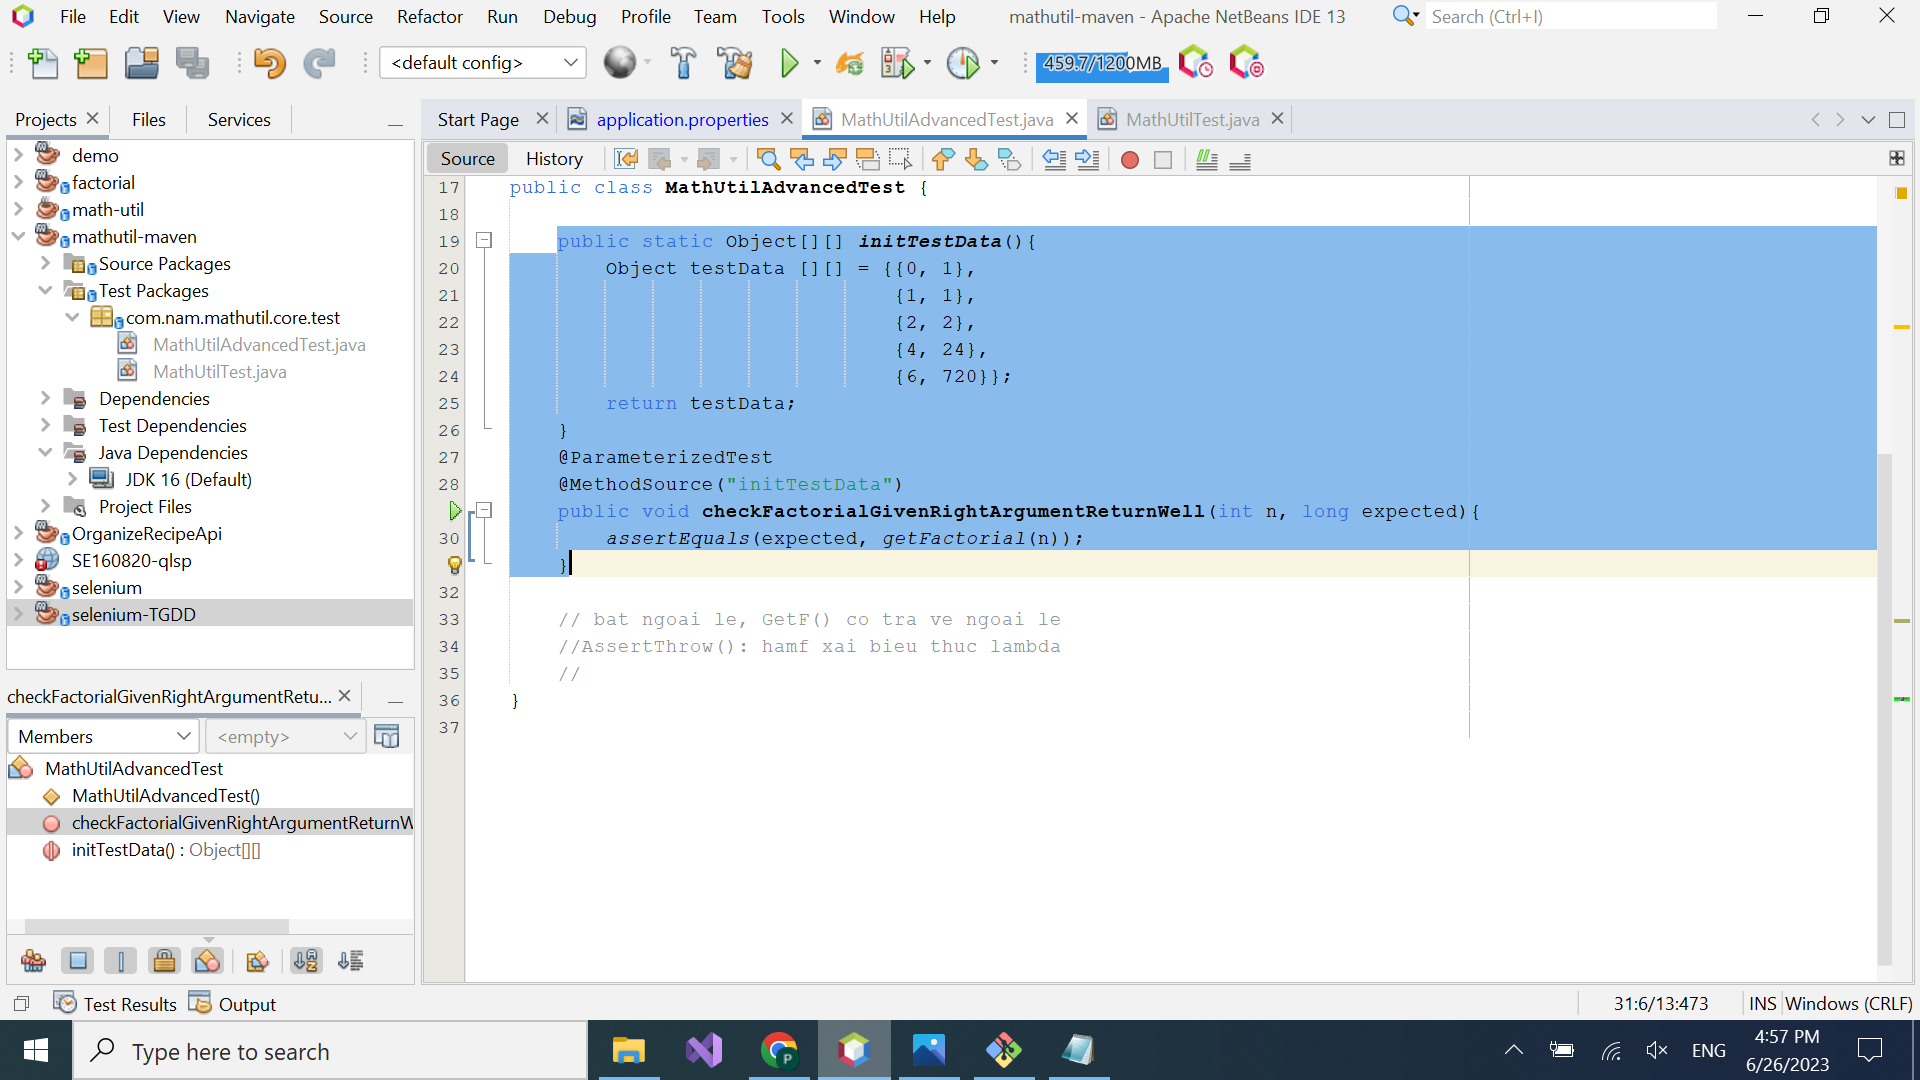 File Edit View Navigate Source Refactor Run Debug Profile Team Tools Window Help
mathutil-maven - Apache NetBeans IDE 13
Search (Ctrl+I)
<default config>
459.7/1200MB
Projects Files Services
demo
factorial
math-util
mathutil-maven
Source Packages
Test Packages
com.nam.mathutil.core.test
MathUtilAdvancedTest.java
MathUtilTest.java
Dependencies
Test Dependencies
Java Dependencies
JDK 16 (Default)
Project Files
OrganizeRecipeApi
SE160820-qlsp
selenium
selenium-TGDD
checkFactorialGivenRightArgumentRetu...
Members
<empty>
MathUtilAdvancedTest
MathUtilAdvancedTest()
checkFactorialGivenRightArgumentReturnW
initTestData() : Object[][]
Start Page application.properties MathUtilAdvancedTest.java MathUtilTest.java
Source History
17 public class MathUtilAdvancedTest {
18
19 public static Object[][] initTestData(){
20 Object testData [][] = {{0, 1},
21 {1, 1},
22 {2, 2},
23 {4, 24},
24 {6, 720}};
25 return testData;
26 }
27 @ParameterizedTest
28 @MethodSource("initTestData")
public void checkFactorialGivenRightArgumentReturnWell(int n, long expected){
30 assertEquals(expected, getFactorial(n));
}
32
33 // bat ngoai le, GetF() co tra ve ngoai le
34 //AssertThrow(): hamf xai bieu thuc lambda
35 //
36 }
37
Test Results Output
31:6/13:473 INS Windows (CRLF)
Type here to search
ENG
4:57 PM
6/26/2023